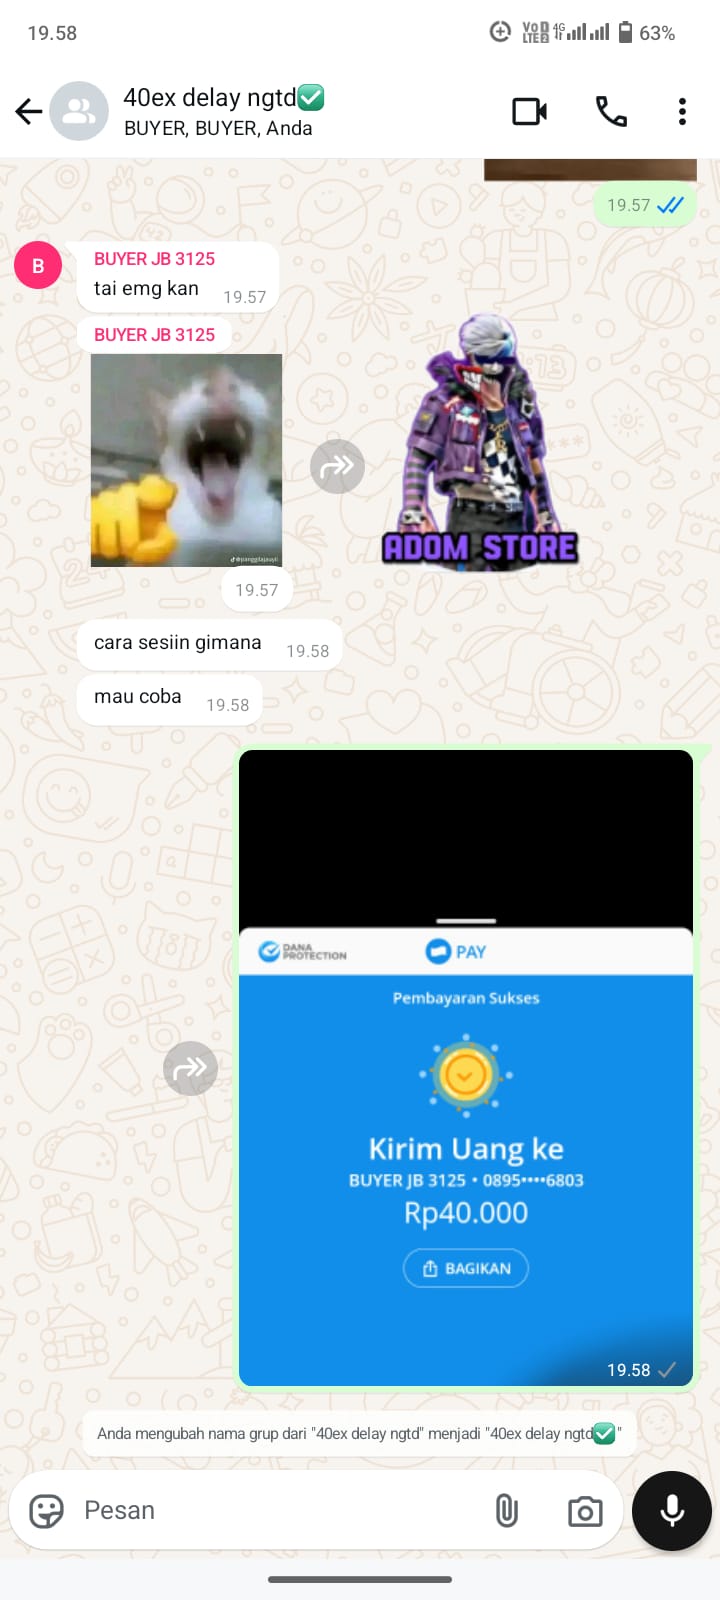 19.58
Vo D 4G
LTE 2
63%
40ex delay ngtd✅
BUYER, BUYER, Anda
19.57
B
BUYER JB 3125
tai emg kan 19.57
BUYER JB 3125
ADOM STORE
19.57
cara sesiin gimana 19.58
mau coba 19.58
DANA
PROTECTION
PAY
Pembayaran Sukses
Kirim Uang ke
BUYER JB 3125 • 0895••••6803
Rp40.000
BAGIKAN
19.58
Anda mengubah nama grup dari "40ex delay ngtd" menjadi "40ex delay ngtd✅"
Pesan